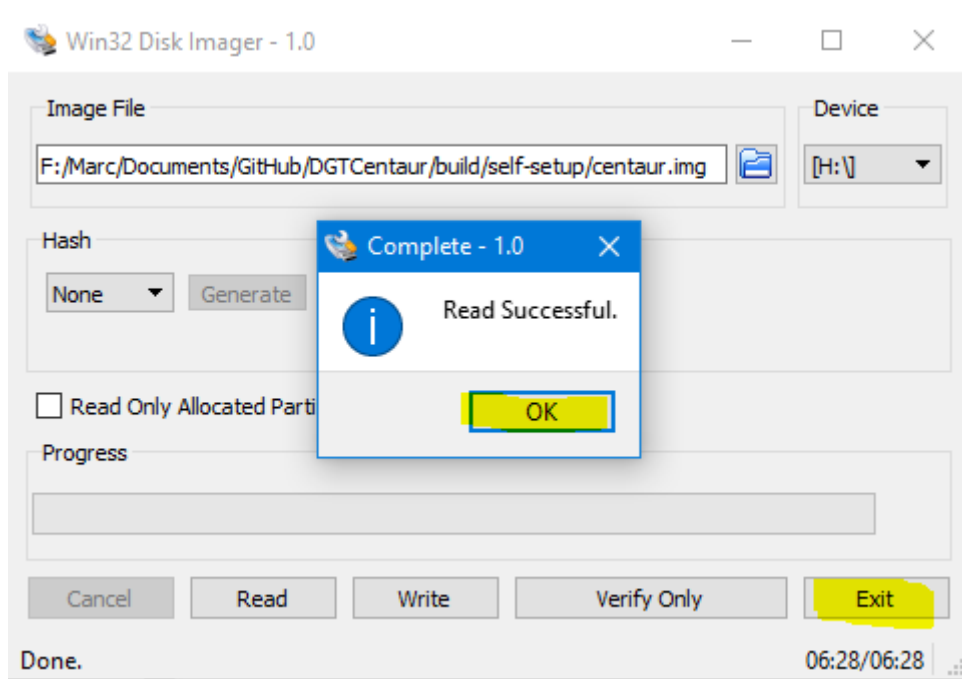 Win32 Disk Imager - 1.0
Image File
Device
F:/Marc/Documents/GitHub/DGTCentaur/build/self-setup/centaur.img
[H:\]
Hash
None
Generate
Complete - 1.0
Read Successful.
OK
Read Only Allocated Parti
Progress
Cancel
Read
Write
Verify Only
Exit
Done.
06:28/06:28